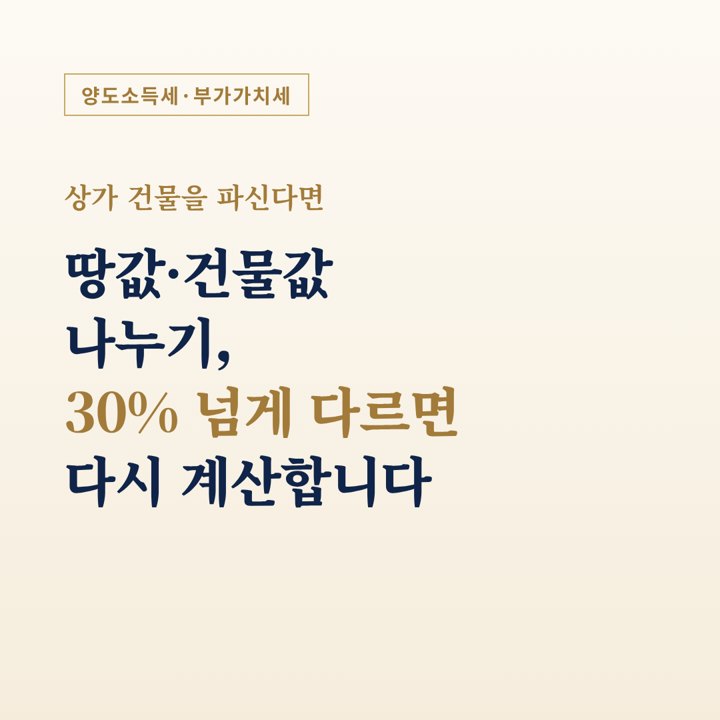 양도소득세·부가가치세
상가 건물을 파신다면
땅값·건물값
나누기,
30% 넘게 다르면
다시 계산합니다